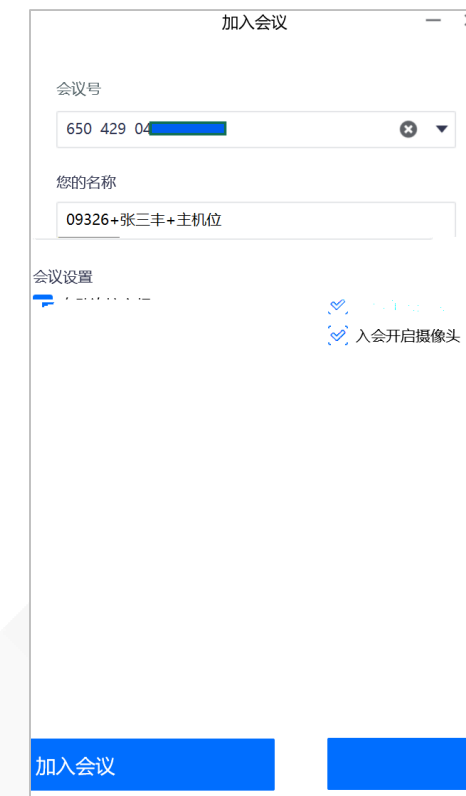 加入会议
会议号
650 429 04
您的名称
09326+张三丰+主机位
会议设置
入会开启摄像头
加入会议